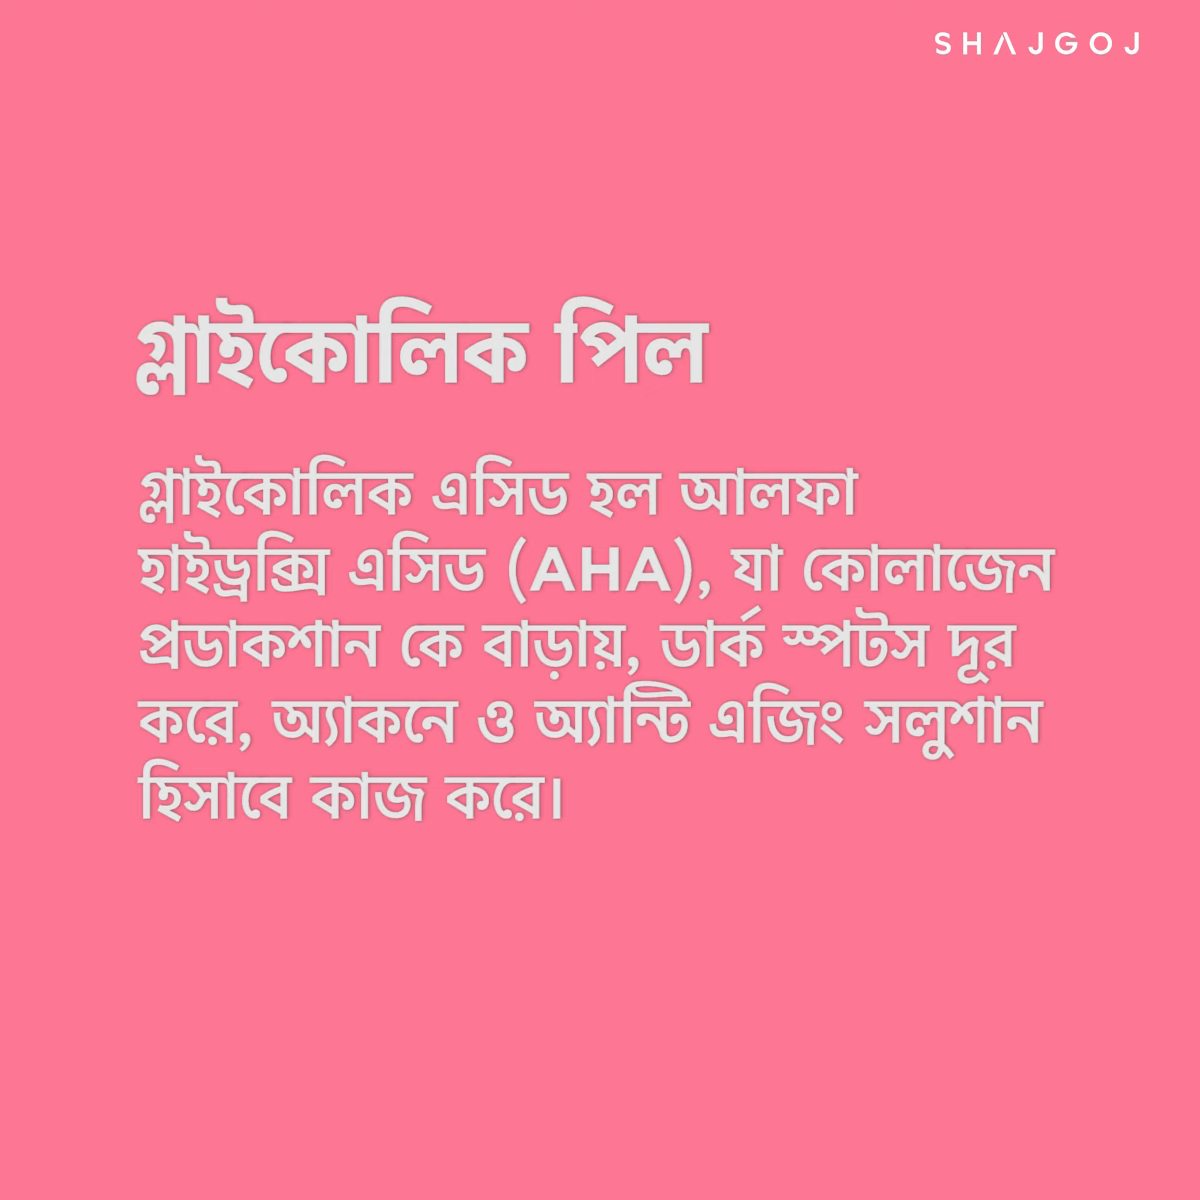 SHAJGOJ
গ্লাইকোলিক পিল
গ্লাইকোলিক এসিড হল আলফা
হাইড্রক্সি এসিড (AHA), যা কোলাজেন
প্রডাকশান কে বাড়ায়, ডার্ক স্পটস দূর
করে, অ্যাকনে ও অ্যান্টি এজিং সলুশান
হিসাবে কাজ করে।